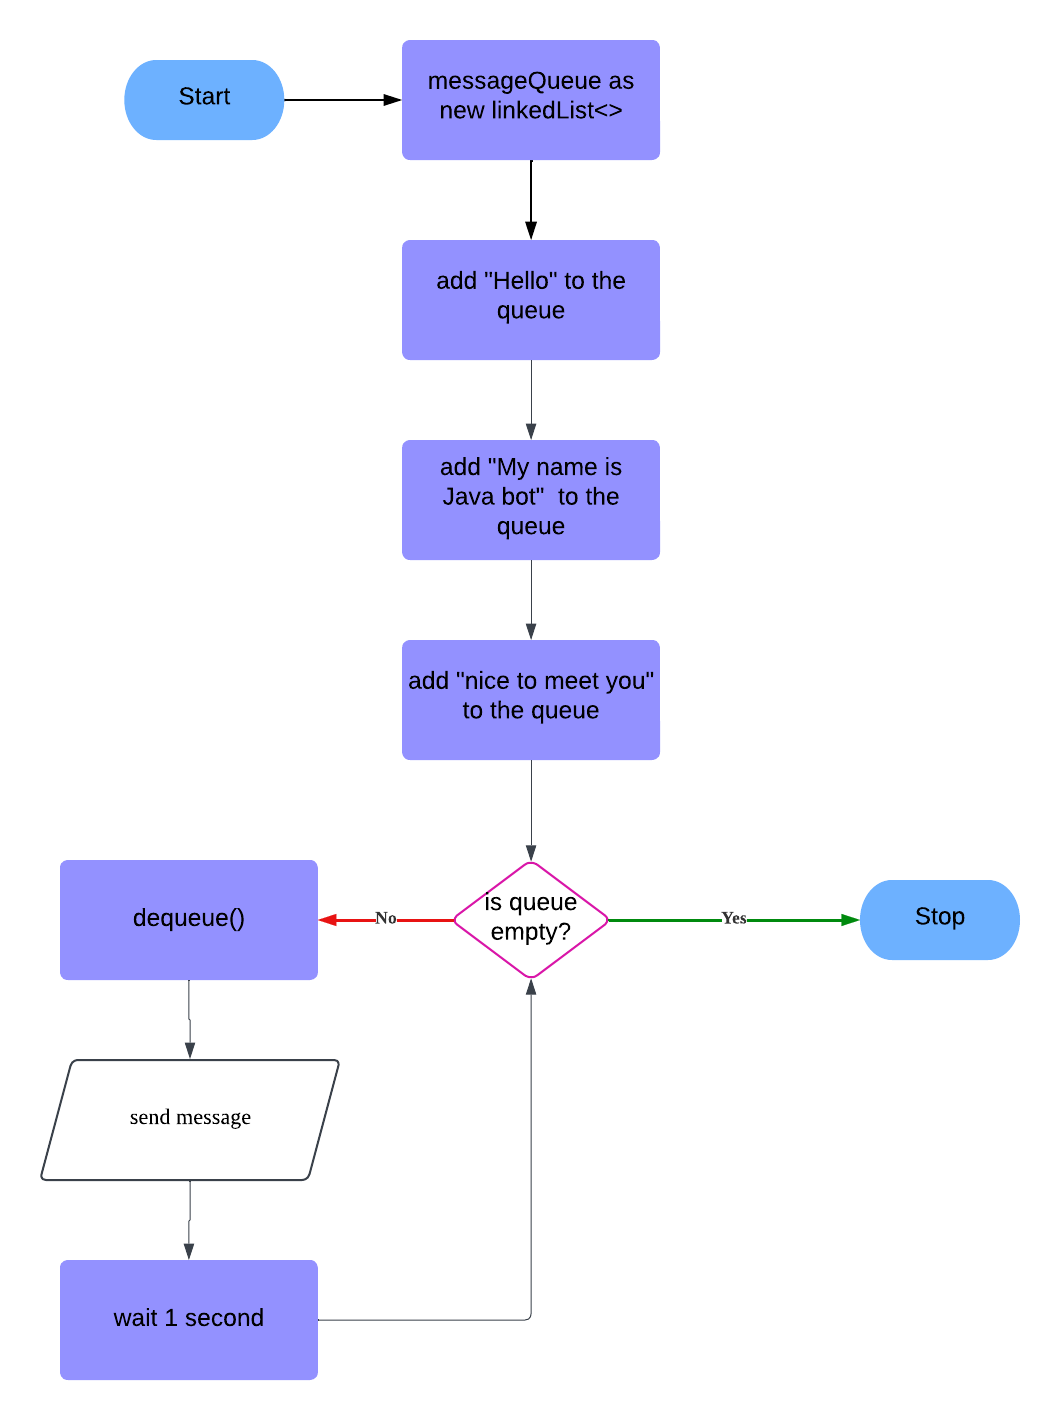 Start
messageQueue as
new linkedList<>
add "Hello" to the
queue
add "My name is
Java bot"  to the
queue
add "nice to meet you"
to the queue
is queue
empty?
No
Yes
dequeue()
Stop
send message
wait 1 second